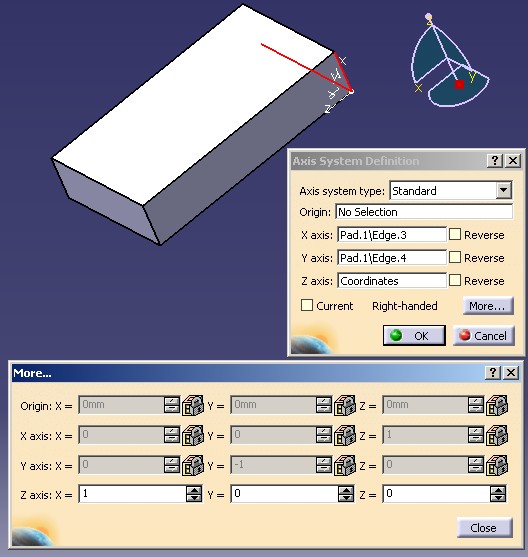 z
y
x
x
y
z
Axis System Definition
Axis system type: Standard
Origin: No Selection
X axis: Pad.1\Edge.3 Reverse
Y axis: Pad.1\Edge.4 Reverse
Z axis: Coordinates Reverse
Current Right-handed More...
OK Cancel
More...
Origin: X = 0mm Y = 0mm Z = 0mm
X axis: X = 0 Y = 0 Z = 1
Y axis: X = 0 Y = -1 Z = 0
Z axis: X = 1 Y = 0 Z = 0
Close